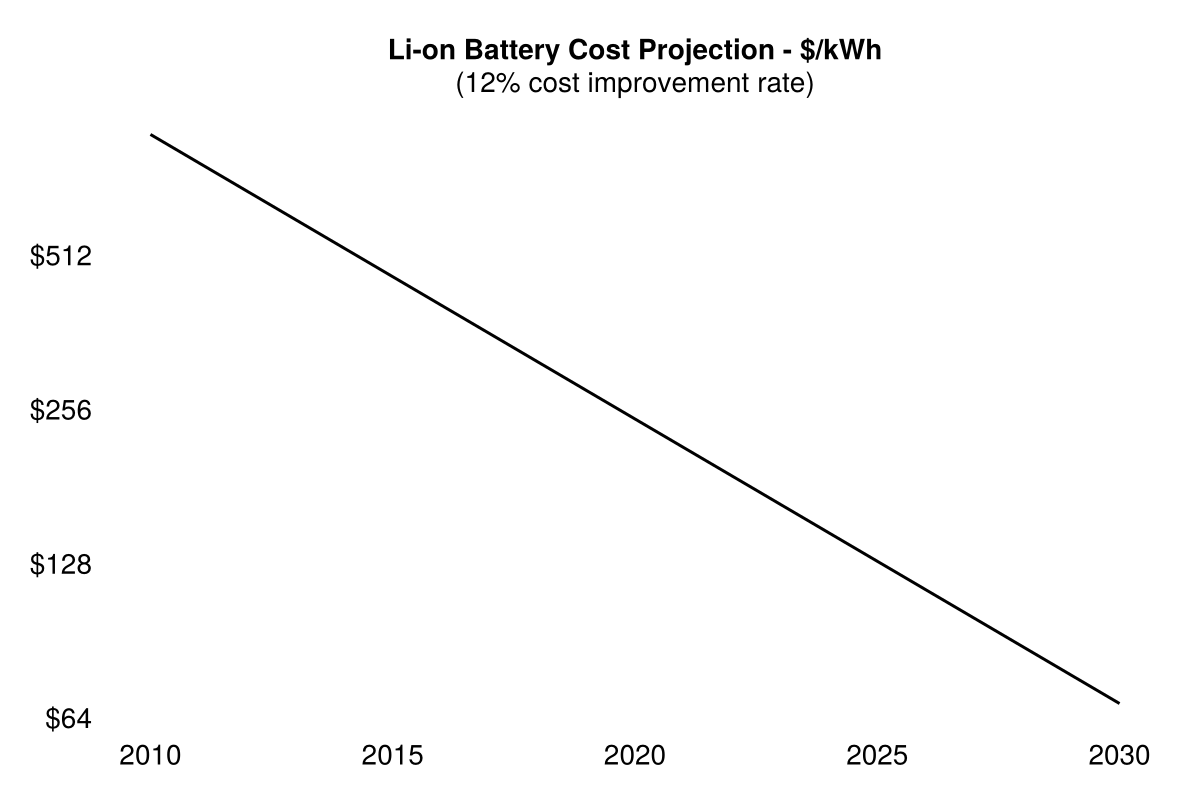 Li-on Battery Cost Projection - $/kWh
(12% cost improvement rate)
$512
$256
$128
$64
2010 2015 2020 2025 2030